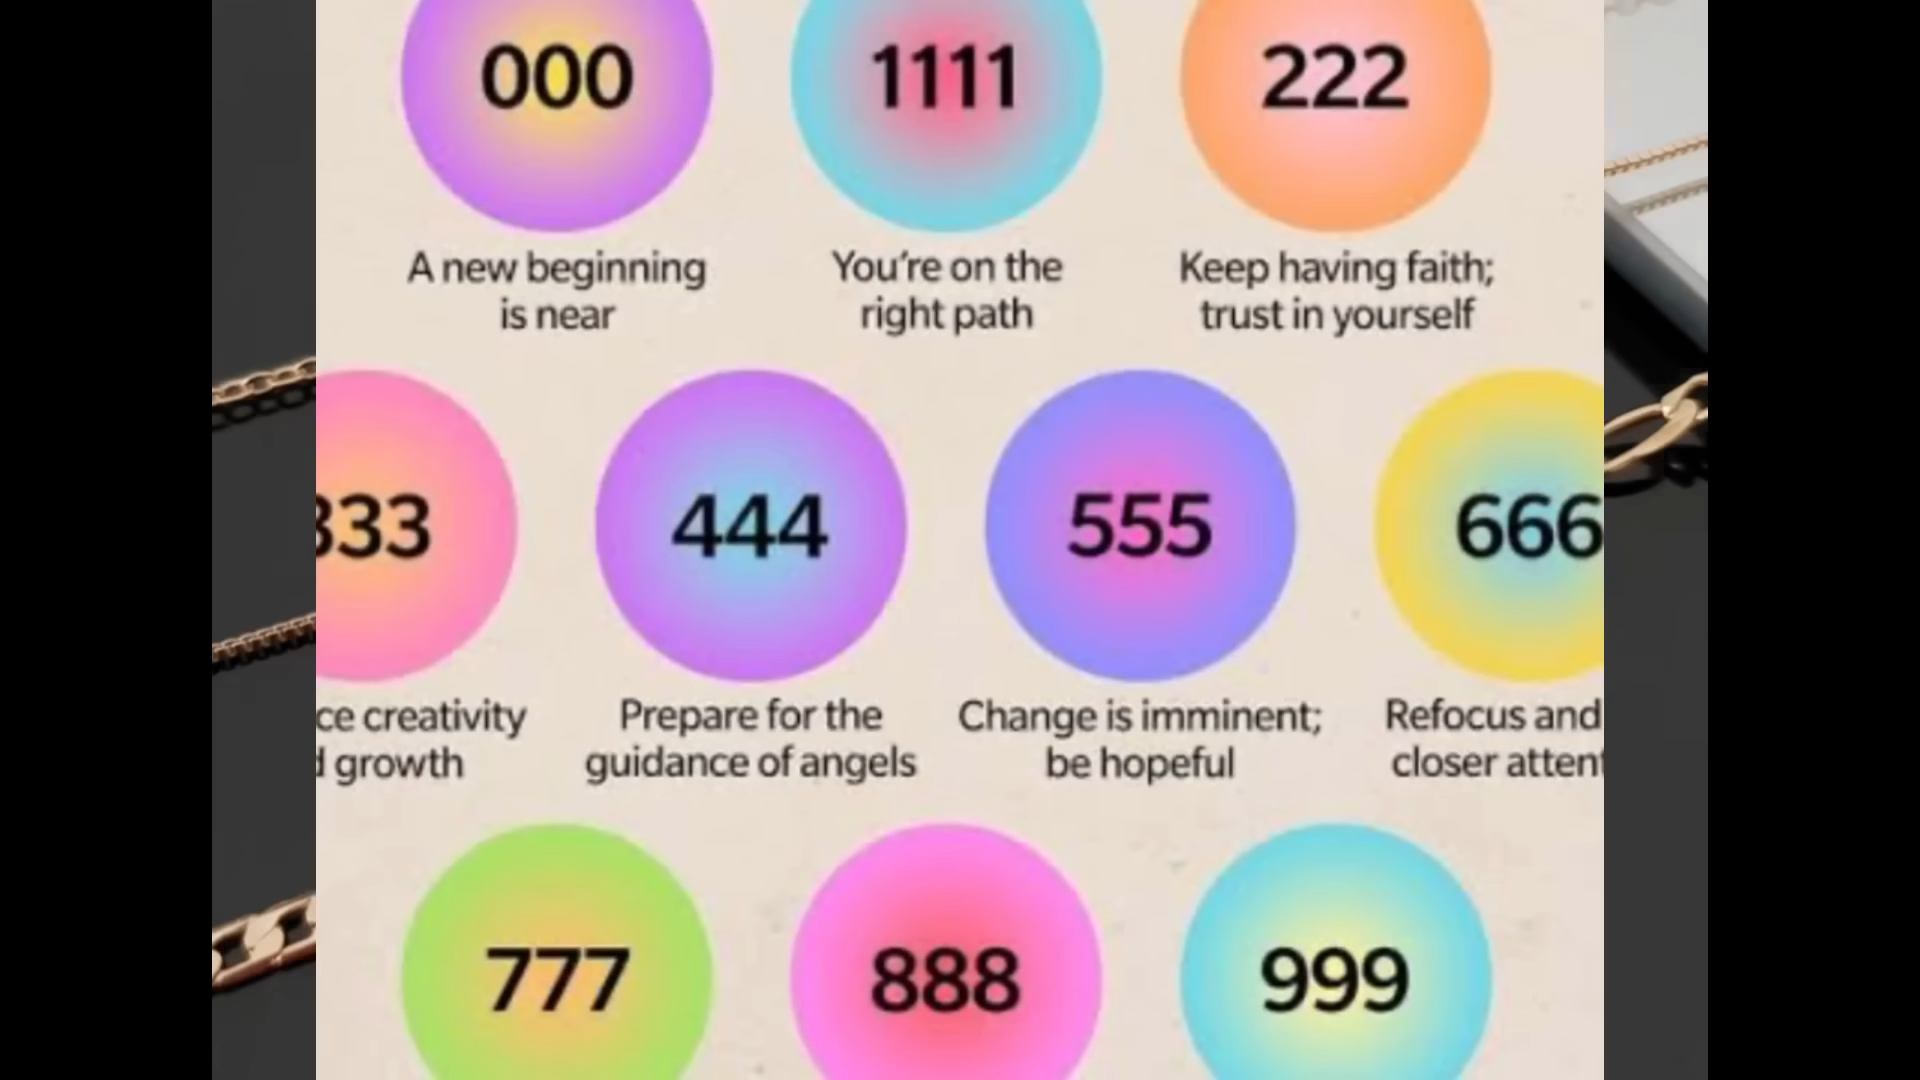 000
1111
222
A new beginning
is near
You're on the
right path
Keep having faith;
trust in yourself
333
444
555
666
creativity
growth
Prepare for the
guidance of angels
Change is imminent;
be hopeful
Refocus and
closer
777
888
999